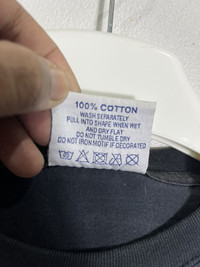 100% COTTON
WASH SEPARATELY
PULL INTO SHAPE WHEN WET
AND DRY FLAT
DO NOT TUMBLE DRY
DO NOT IRON MOTIF IF DECORATED